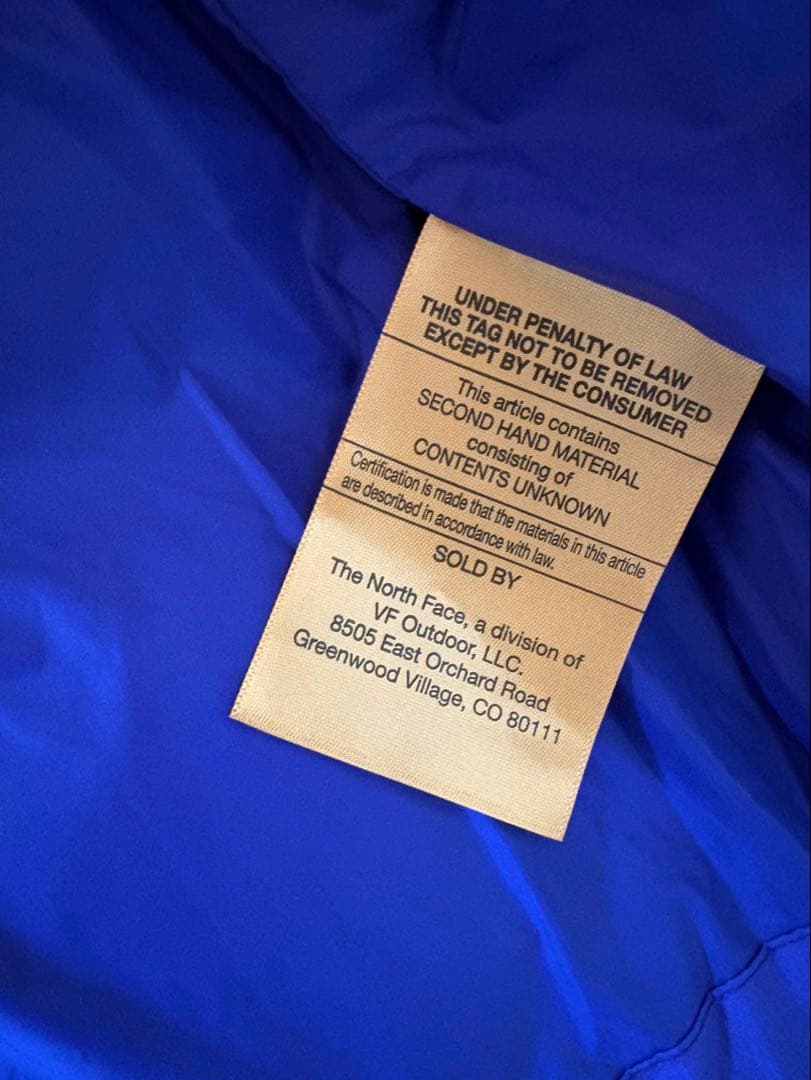 UNDER PENALTY OF LAW
THIS TAG NOT TO BE REMOVED
EXCEPT BY THE CONSUMER
This article contains
SECOND HAND MATERIAL
consisting of
CONTENTS UNKNOWN
Certification is made that the materials in this article
are described in accordance with law.
SOLD BY
The North Face, a division of
VF Outdoor, LLC.
8505 East Orchard Road
Greenwood Village, CO 80111